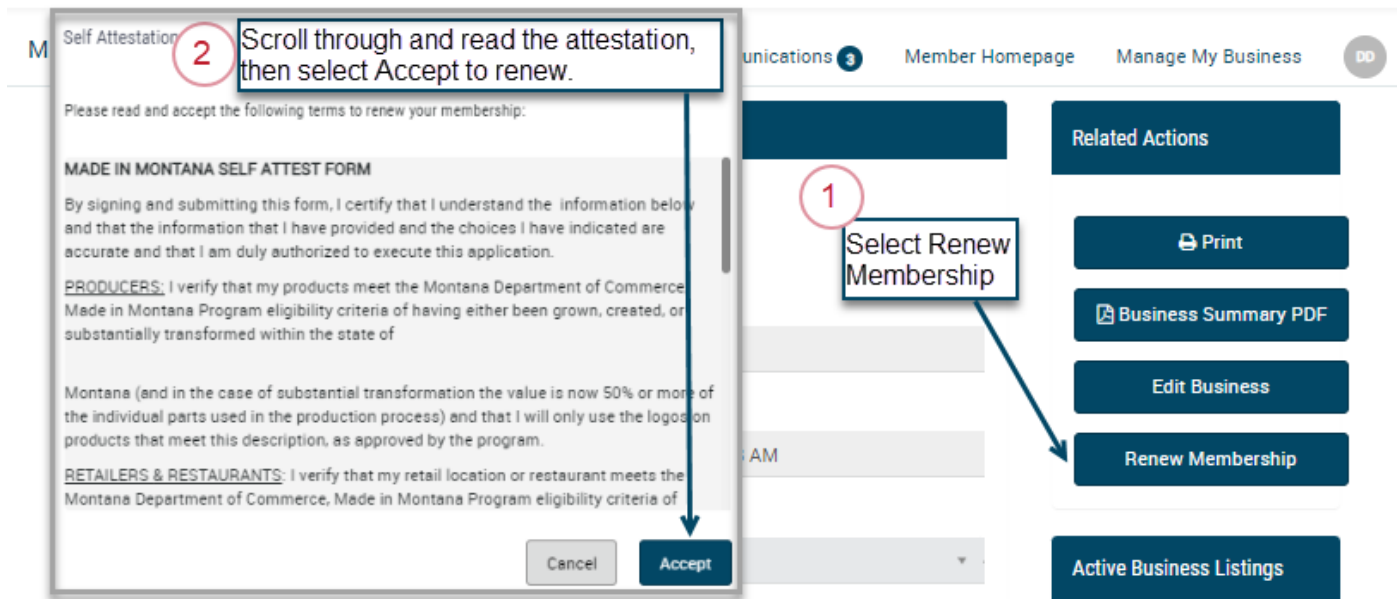 Self Attestation
2
Scroll through and read the attestation,
then select Accept to renew.
M
3
Member Homepage
Manage My Business
DD
Please read and accept the following terms to renew your membership:
MADE IN MONTANA SELF ATTEST FORM
By signing and submitting this form, I certify that I understand the information below
and that the information that I have provided and the choices I have indicated are
accurate and that I am duly authorized to execute this application.
PRODUCERS: I verify that my products meet the Montana Department of Commerce,
Made in Montana Program eligibility criteria of having either been grown, created, or
substantially transformed within the state of
Montana (and in the case of substantial transformation the value is now 50% or more of
the individual parts used in the production process) and that I will only use the logos on
products that meet this description, as approved by the program.
RETAILERS & RESTAURANTS: I verify that my retail location or restaurant meets the
Montana Department of Commerce, Made in Montana Program eligibility criteria of
Cancel
Accept
1
Select Renew
Membership
AM
Related Actions
Print
Business Summary PDF
Edit Business
Renew Membership
Active Business Listings